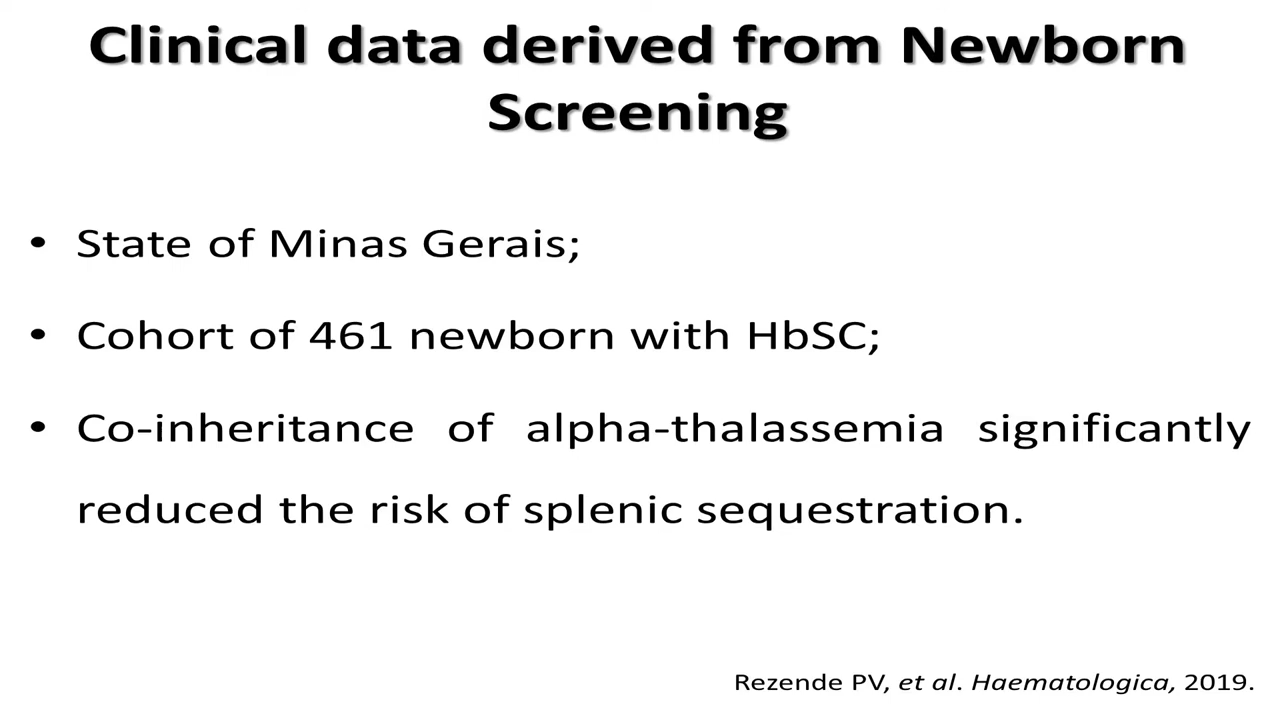 Clinical data derived from Newborn
Screening
• State of Minas Gerais;
• Cohort of 461 newborn with HbSC;
• Co-inheritance of alpha-thalassemia significantly
reduced the risk of splenic sequestration.
Rezende PV, et al. Haematologica, 2019.